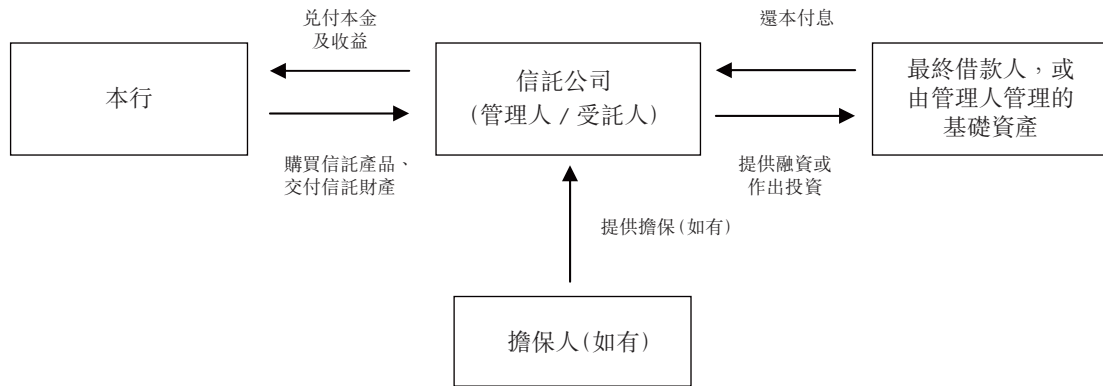 兑付本金
及收益
還本付息
本行
信託公司
(管理人 / 受託人)
最終借款人，或
由管理人管理的
基礎資產
購買信託產品、
交付信託財產
提供融資或
作出投資
提供擔保(如有)
擔保人(如有)